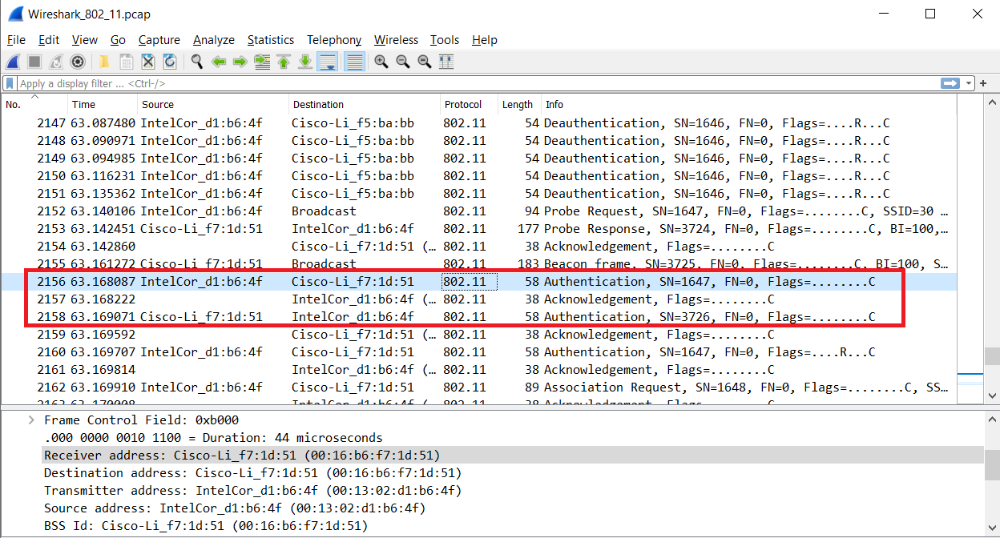 Wireshark_802_11.pcap
File Edit View Go Capture Analyze Statistics Telephony Wireless Tools Help
Apply a display filter ... <Ctrl-/>
No. Time Source Destination Protocol Length Info
2147 63.087480 IntelCor_d1:b6:4f Cisco-Li_f5:ba:bb 802.11 54 Deauthentication, SN=1646, FN=0, Flags=....R...C
2148 63.090971 IntelCor_d1:b6:4f Cisco-Li_f5:ba:bb 802.11 54 Deauthentication, SN=1646, FN=0, Flags=....R...C
2149 63.094985 IntelCor_d1:b6:4f Cisco-Li_f5:ba:bb 802.11 54 Deauthentication, SN=1646, FN=0, Flags=....R...C
2150 63.116231 IntelCor_d1:b6:4f Cisco-Li_f5:ba:bb 802.11 54 Deauthentication, SN=1646, FN=0, Flags=....R...C
2151 63.135362 IntelCor_d1:b6:4f Cisco-Li_f5:ba:bb 802.11 54 Deauthentication, SN=1646, FN=0, Flags=....R...C
2152 63.140106 IntelCor_d1:b6:4f Broadcast 802.11 94 Probe Request, SN=1647, FN=0, Flags=........C, SSID=30 …
2153 63.142451 Cisco-Li_f7:1d:51 IntelCor_d1:b6:4f 802.11 177 Probe Response, SN=3724, FN=0, Flags=........C, BI=100,…
2154 63.142860 Cisco-Li_f7:1d:51 (… 802.11 38 Acknowledgement, Flags=........C
2155 63.161272 Cisco-Li_f7:1d:51 Broadcast 802.11 183 Beacon frame, SN=3725, FN=0, Flags=........C, BI=100, S…
2156 63.168087 IntelCor_d1:b6:4f Cisco-Li_f7:1d:51 802.11 58 Authentication, SN=1647, FN=0, Flags=........C
2157 63.168222 IntelCor_d1:b6:4f (… 802.11 38 Acknowledgement, Flags=........C
2158 63.169071 Cisco-Li_f7:1d:51 IntelCor_d1:b6:4f 802.11 58 Authentication, SN=3726, FN=0, Flags=........C
2159 63.169592 Cisco-Li_f7:1d:51 (… 802.11 38 Acknowledgement, Flags=........C
2160 63.169707 IntelCor_d1:b6:4f Cisco-Li_f7:1d:51 802.11 58 Authentication, SN=1647, FN=0, Flags=....R...C
2161 63.169814 IntelCor_d1:b6:4f (… 802.11 38 Acknowledgement, Flags=........C
2162 63.169910 IntelCor_d1:b6:4f Cisco-Li_f7:1d:51 802.11 89 Association Request, SN=1648, FN=0, Flags=........C, SS…
Frame Control Field: 0xb000
.000 0000 0010 1100 = Duration: 44 microseconds
Receiver address: Cisco-Li_f7:1d:51 (00:16:b6:f7:1d:51)
Destination address: Cisco-Li_f7:1d:51 (00:16:b6:f7:1d:51)
Transmitter address: IntelCor_d1:b6:4f (00:13:02:d1:b6:4f)
Source address: IntelCor_d1:b6:4f (00:13:02:d1:b6:4f)
BSS Id: Cisco-Li_f7:1d:51 (00:16:b6:f7:1d:51)